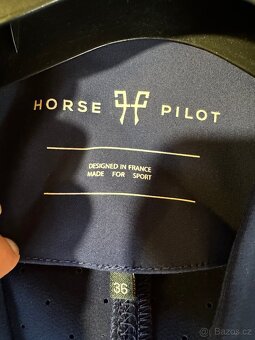 HORSE PILOT
DESIGNED IN FRANCE
MADE FOR SPORT
36
Bazos.cz